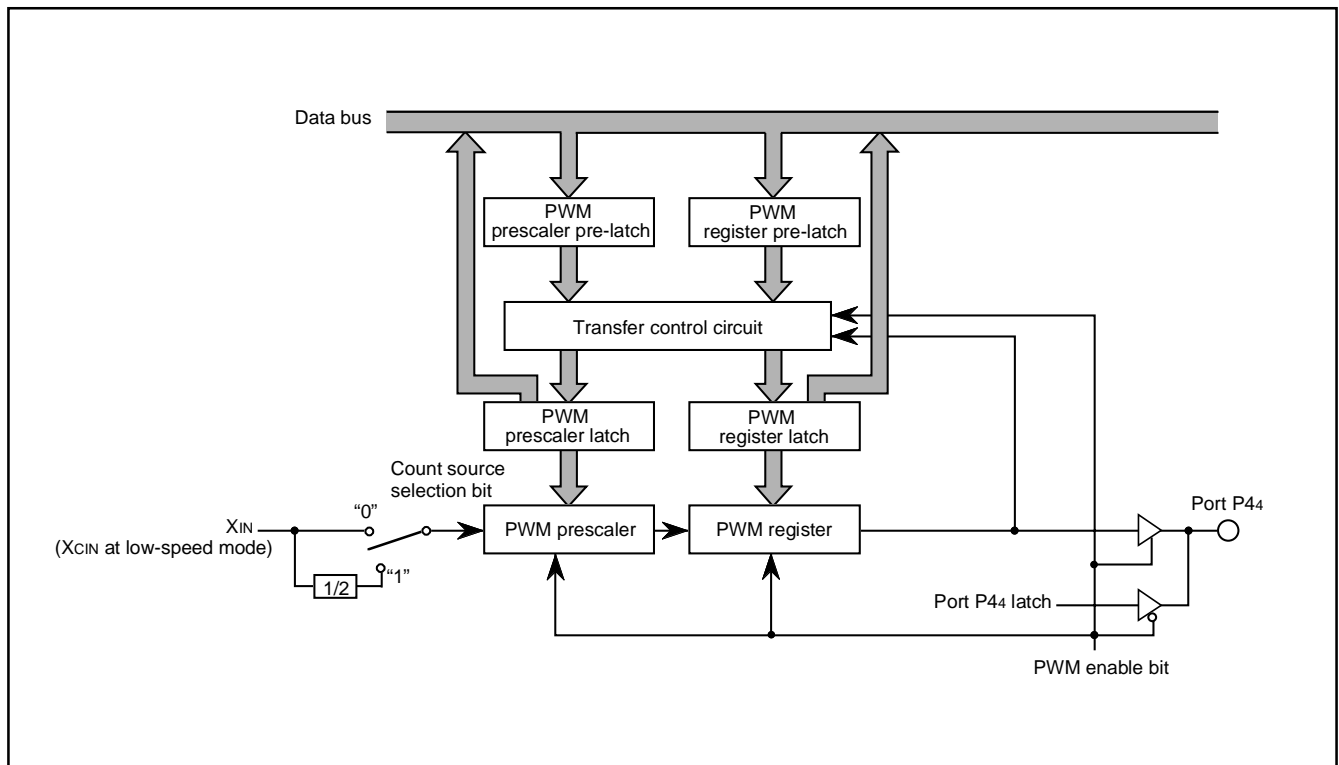 Data bus
PWM
prescaler pre-latch
PWM
register pre-latch
Transfer control circuit
PWM
prescaler latch
PWM
register latch
Count source
selection bit
“0”
XIN
(XCIN at low-speed mode)
“1”
1/2
PWM prescaler
PWM register
Port P44
Port P44 latch
PWM enable bit